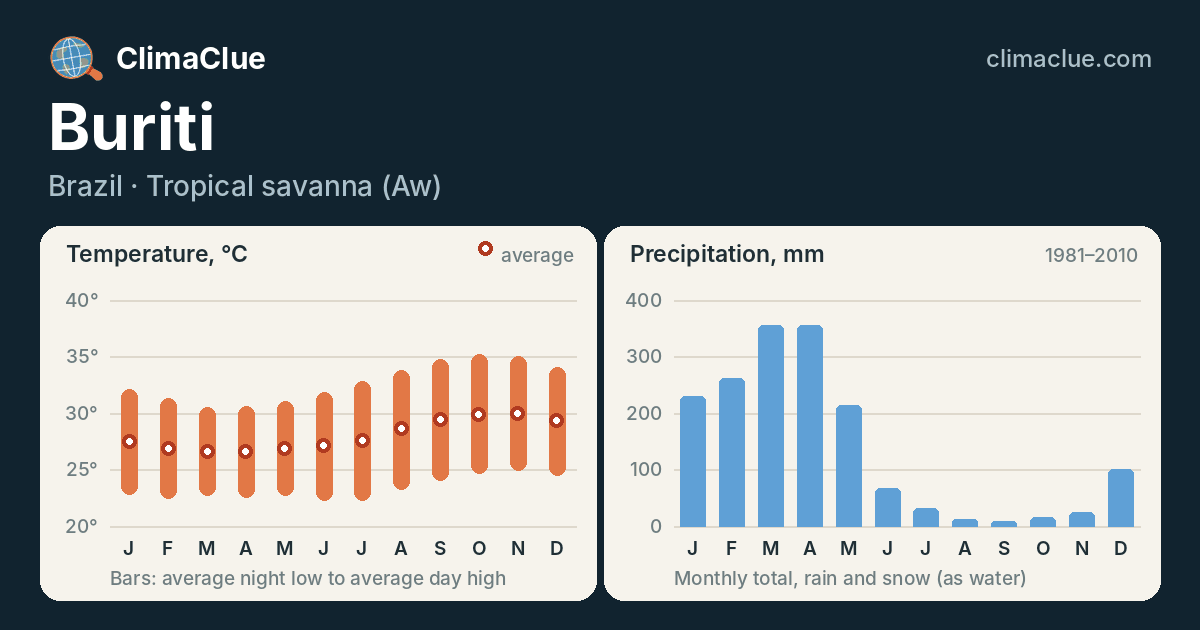 ClimaClue
climaclue.com
Buriti
Brazil · Tropical savanna (Aw)
Temperature, °C
average
40°
35°
30°
25°
20°
J F M A M J J A S O N D
Bars: average night low to average day high
Precipitation, mm
1981–2010
400
300
200
100
0
J F M A M J J A S O N D
Monthly total, rain and snow (as water)